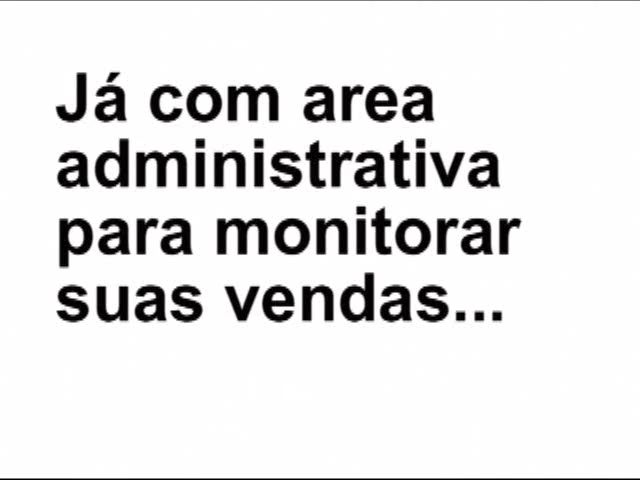 Já com area
administrativa
para monitorar
suas vendas...